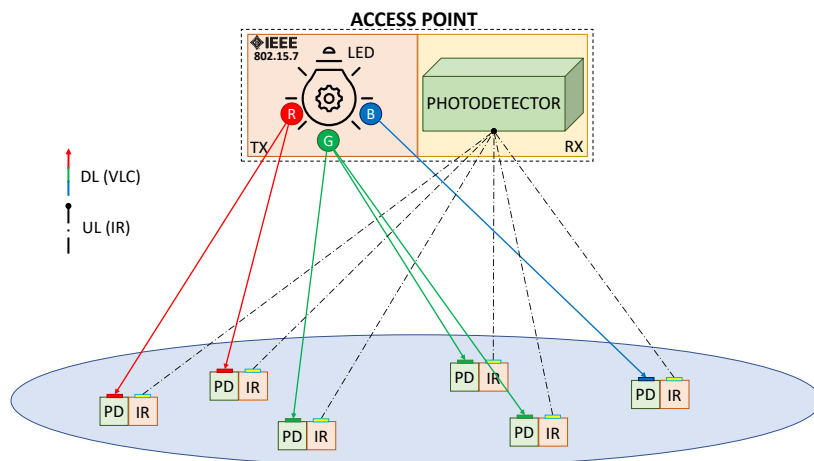 ACCESS POINT
IEEE
802.15.7
LED
R
B
G
TX
PHOTODETECTOR
RX
DL (VLC)
UL (IR)
PD IR
PD IR
PD IR
PD IR
PD IR
PD IR